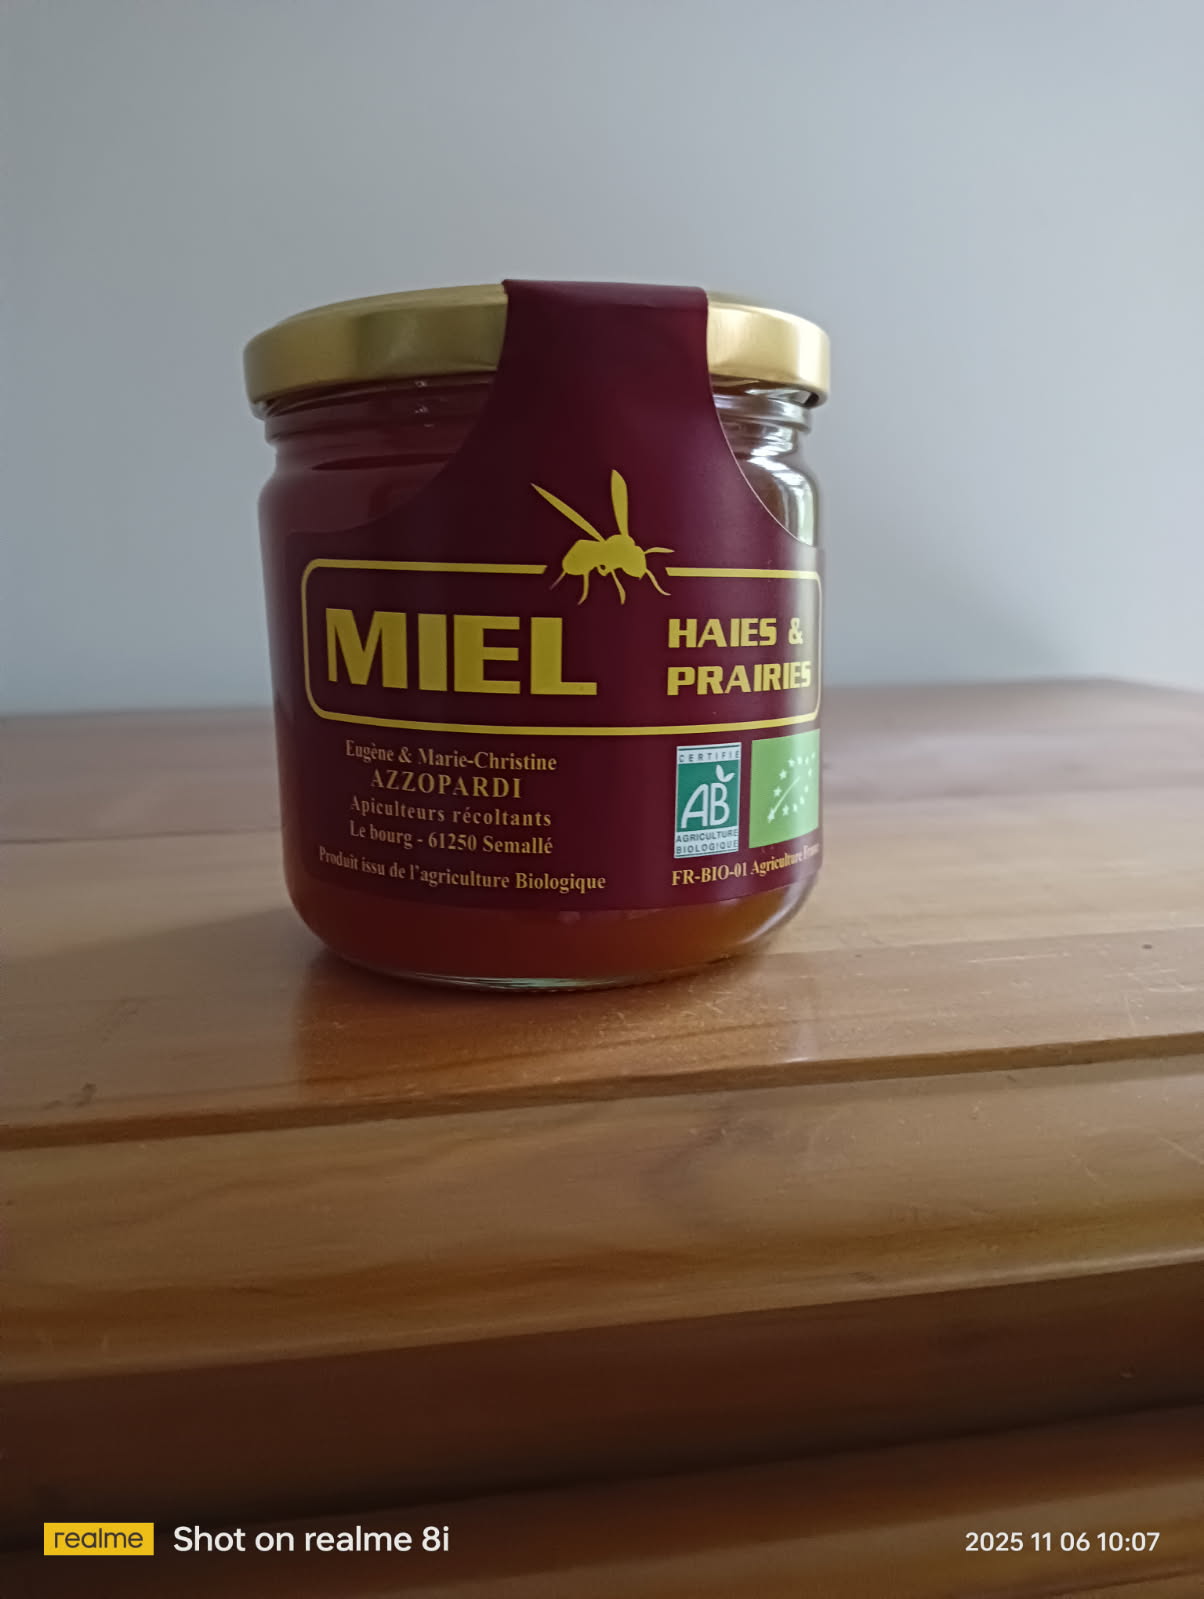 MIEL
HAIES &
PRAIRIES
Eugène & Marie-Christine
AZZOPARDI
Apiculteurs récoltants
Le bourg - 61250 Semallé
Produit issu de l'agriculture Biologique
CERTIFIÉ
AB
AGRICULTURE
BIOLOGIQUE
FR-BIO-01 Agriculture
realme Shot on realme 8i
2025 11 06 10:07